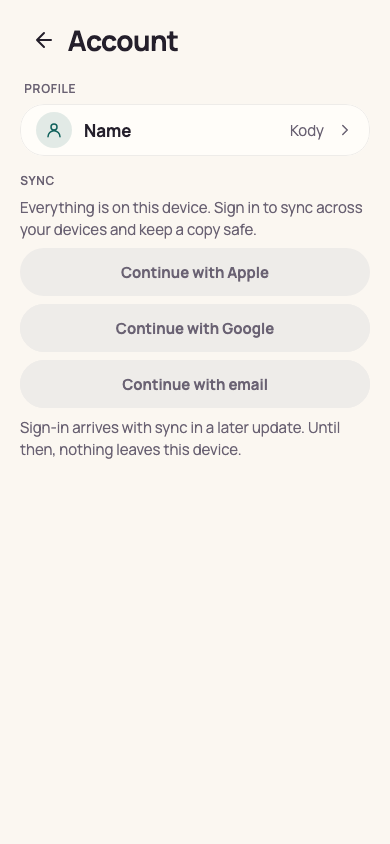 Account
PROFILE
Name
Kody
SYNC
Everything is on this device. Sign in to sync across
your devices and keep a copy safe.
Continue with Apple
Continue with Google
Continue with email
Sign-in arrives with sync in a later update. Until
then, nothing leaves this device.